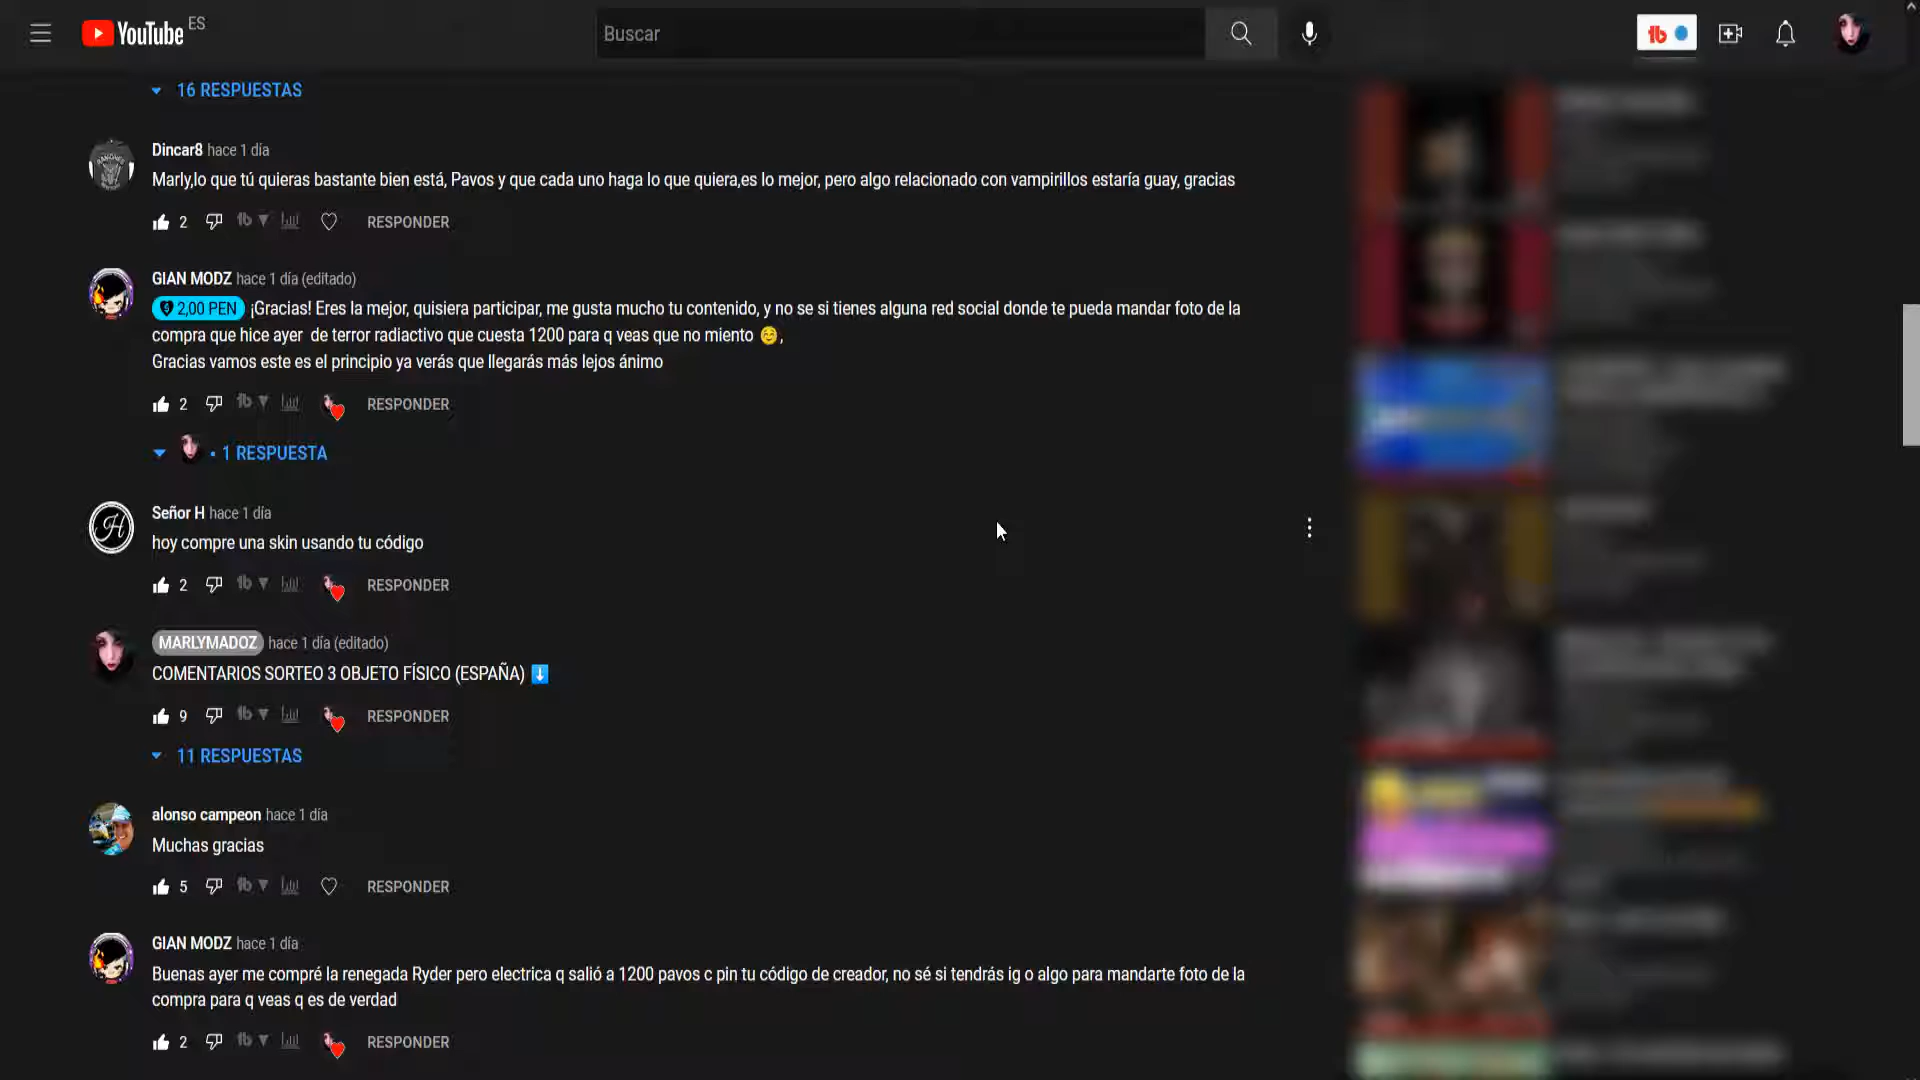 YouTube ES
Buscar
16 RESPUESTAS
Dincar8 hace 1 día
Marly,lo que tú quieras bastante bien está, Pavos y que cada uno haga lo que quiera,es lo mejor, pero algo relacionado con vampirillos estaría guay, gracias
2 RESPONDER
GIAN MODZ hace 1 día (editado)
2,00 PEN ¡Gracias! Eres la mejor, quisiera participar, me gusta mucho tu contenido, y no se si tienes alguna red social donde te pueda mandar foto de la
compra que hice ayer de terror radiactivo que cuesta 1200 para q veas que no miento 😊,
Gracias vamos este es el principio ya verás que llegarás más lejos ánimo
2 RESPONDER
• 1 RESPUESTA
Señor H hace 1 día
hoy compre una skin usando tu código
2 RESPONDER
MARLYMADOZ hace 1 día (editado)
COMENTARIOS SORTEO 3 OBJETO FÍSICO (ESPAÑA) ⬇️
9 RESPONDER
11 RESPUESTAS
alonso campeon hace 1 día
Muchas gracias
5 RESPONDER
GIAN MODZ hace 1 día
Buenas ayer me compré la renegada Ryder pero electrica q salió a 1200 pavos c pin tu código de creador, no sé si tendrás ig o algo para mandarte foto de la
compra para q veas q es de verdad
2 RESPONDER